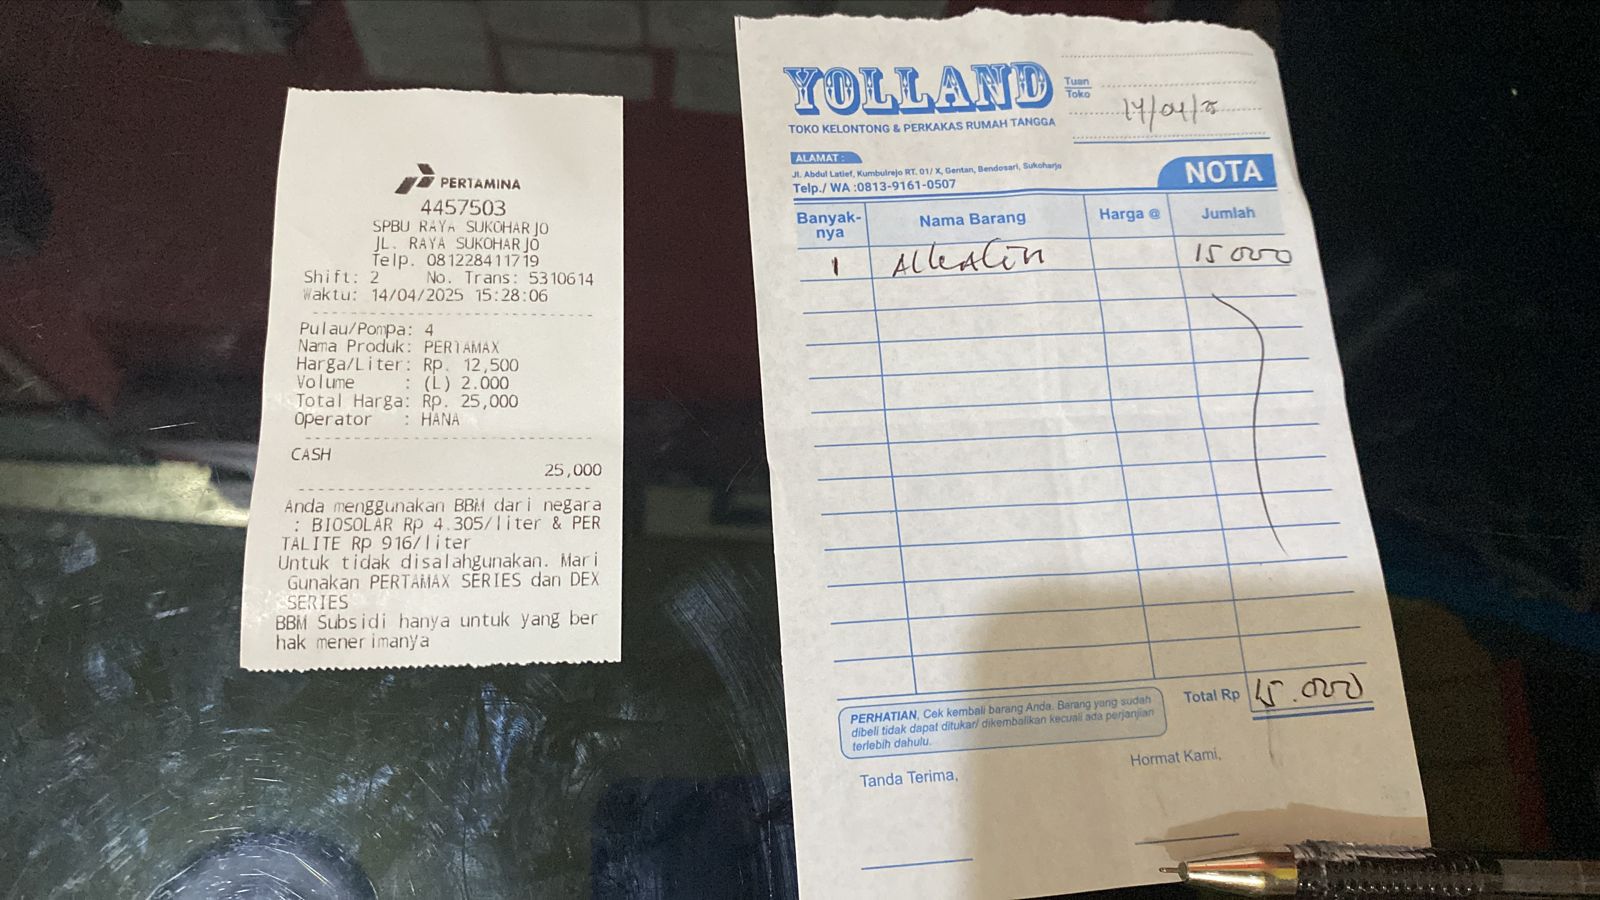 PERTAMINA
4457503
SPBU RAYA SUKOHARJO
JL. RAYA SUKOHARJO
Telp. 081228411719
Shift: 2 No. Trans: 5310614
Waktu: 14/04/2025 15:28:06
Pulau/Pompa: 4
Nama Produk: PERTAMAX
Harga/Liter: Rp. 12,500
Volume : (L) 2.000
Total Harga: Rp. 25,000
Operator : HANA
CASH
25,000
Anda menggunakan BBM dari negara
: BIOSOLAR Rp 4.305/liter & PER
TALITE Rp 916/liter
Untuk tidak disalahgunakan. Mari
Gunakan PERTAMAX SERIES dan DEX
SERIES
BBM Subsidi hanya untuk yang ber
hak menerimanya
YOLLAND
TOKO KELONTONG & PERKAKAS RUMAH TANGGA
Tuan
Toko
ALAMAT :
Jl. Abdul Latief, Kumbulrejo RT. 01/ X, Gentan, Bendosari, Sukoharjo
Telp./ WA :0813-9161-0507
NOTA
Banyak-
nya
Nama Barang
Harga @
Jumlah
1 15 000
Total Rp 15.000
PERHATIAN, Cek kembali barang Anda. Barang yang sudah
dibeli tidak dapat ditukar/ dikembalikan kecuali ada perjanjian
terlebih dahulu.
Tanda Terima,
Hormat Kami,